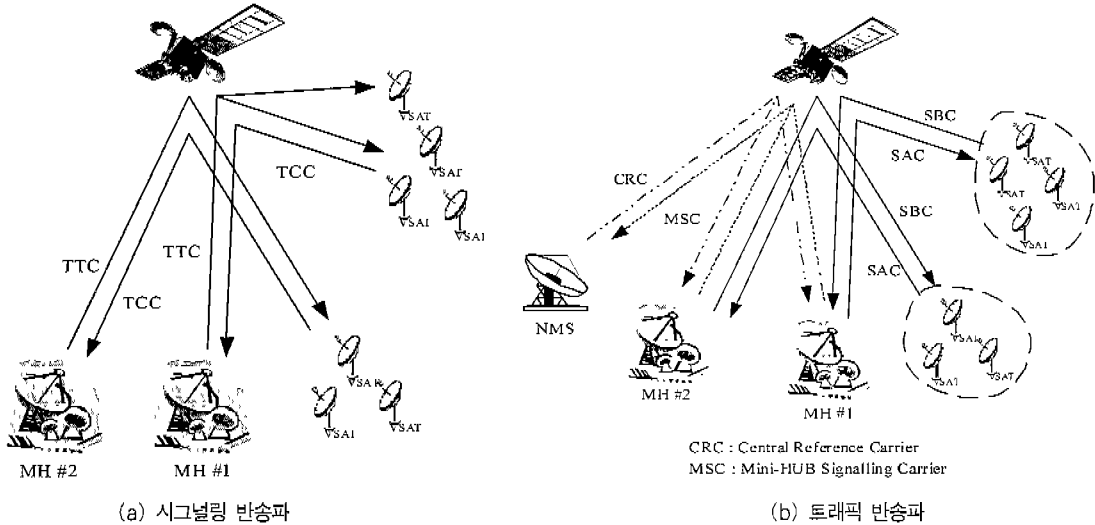 VSAT
VSAT
TCC
VSAT
VSAT
TTC
TTC
TCC
VSAT
VSAT
VSAT
MH #2
MH #1
(a) 시그널링 반송파
SBC
SAC
CRC
MSC
SBC
SAC
VSAT
VSAT
VSAT
VSAT
NMS
VSAT
VSAT
VSAT
MH #2
MH #1
CRC : Central Reference Carrier
MSC : Mini-HUB Signalling Carrier
(b) 트래픽 반송파